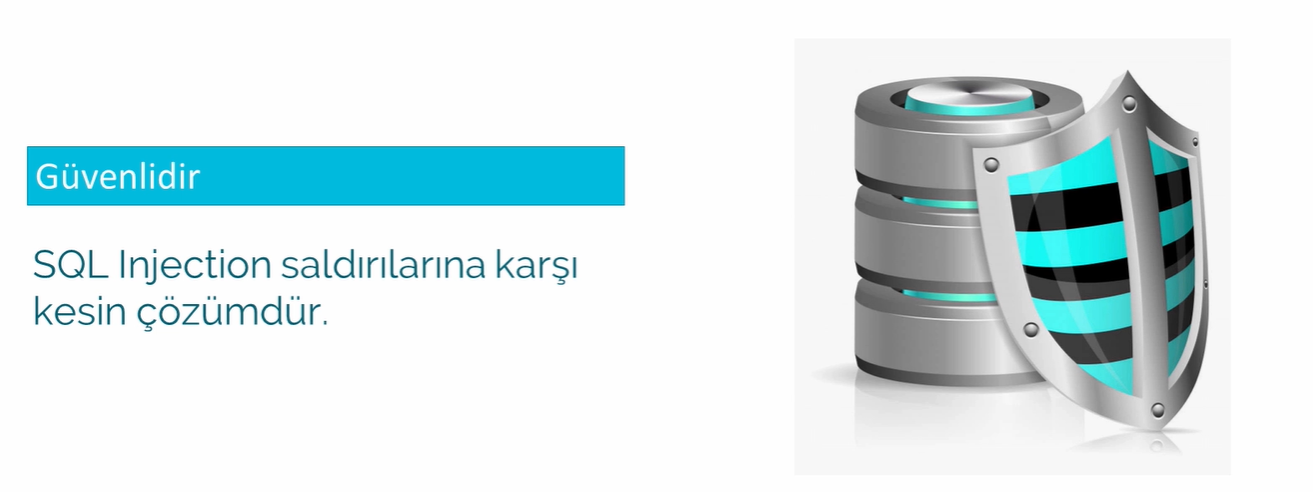 Güvenlidir
SQL Injection saldırılarına karşı
kesin çözümdür.